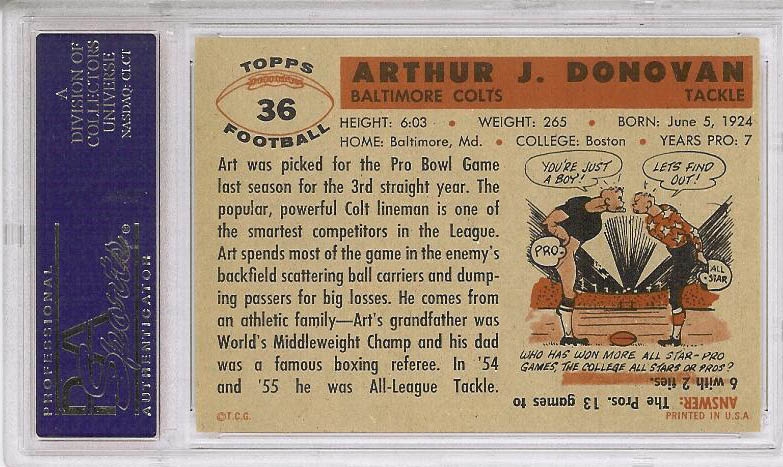 A
DIVISION OF
COLLECTORS
UNIVERSE
NASDAQ: CLCT
PROFESSIONAL
PSA
Sports
AUTHENTICATOR
®
TOPPS
36
FOOTBALL
ARTHUR J. DONOVAN
BALTIMORE COLTS TACKLE
HEIGHT: 6:03 • WEIGHT: 265 • BORN: June 5, 1924
HOME: Baltimore, Md. • COLLEGE: Boston • YEARS PRO: 7
Art was picked for the Pro Bowl Game
last season for the 3rd straight year. The
popular, powerful Colt lineman is one of
the smartest competitors in the League.
Art spends most of the game in the enemy's
backfield scattering ball carriers and dump-
ing passers for big losses. He comes from
an athletic family—Art's grandfather was
World's Middleweight Champ and his dad
was a famous boxing referee. In '54
and '55 he was All-League Tackle.
©T.C.G.
YOU'RE JUST
A BOY!
LETS FIND
OUT!
PRO
ALL
STAR
WHO HAS WON MORE ALL STAR-PRO
GAMES, THE COLLEGE ALL STARS OR PROS?
ANSWER: The Pros. 13 games to
6 with 2 ties.
PRINTED IN U.S.A